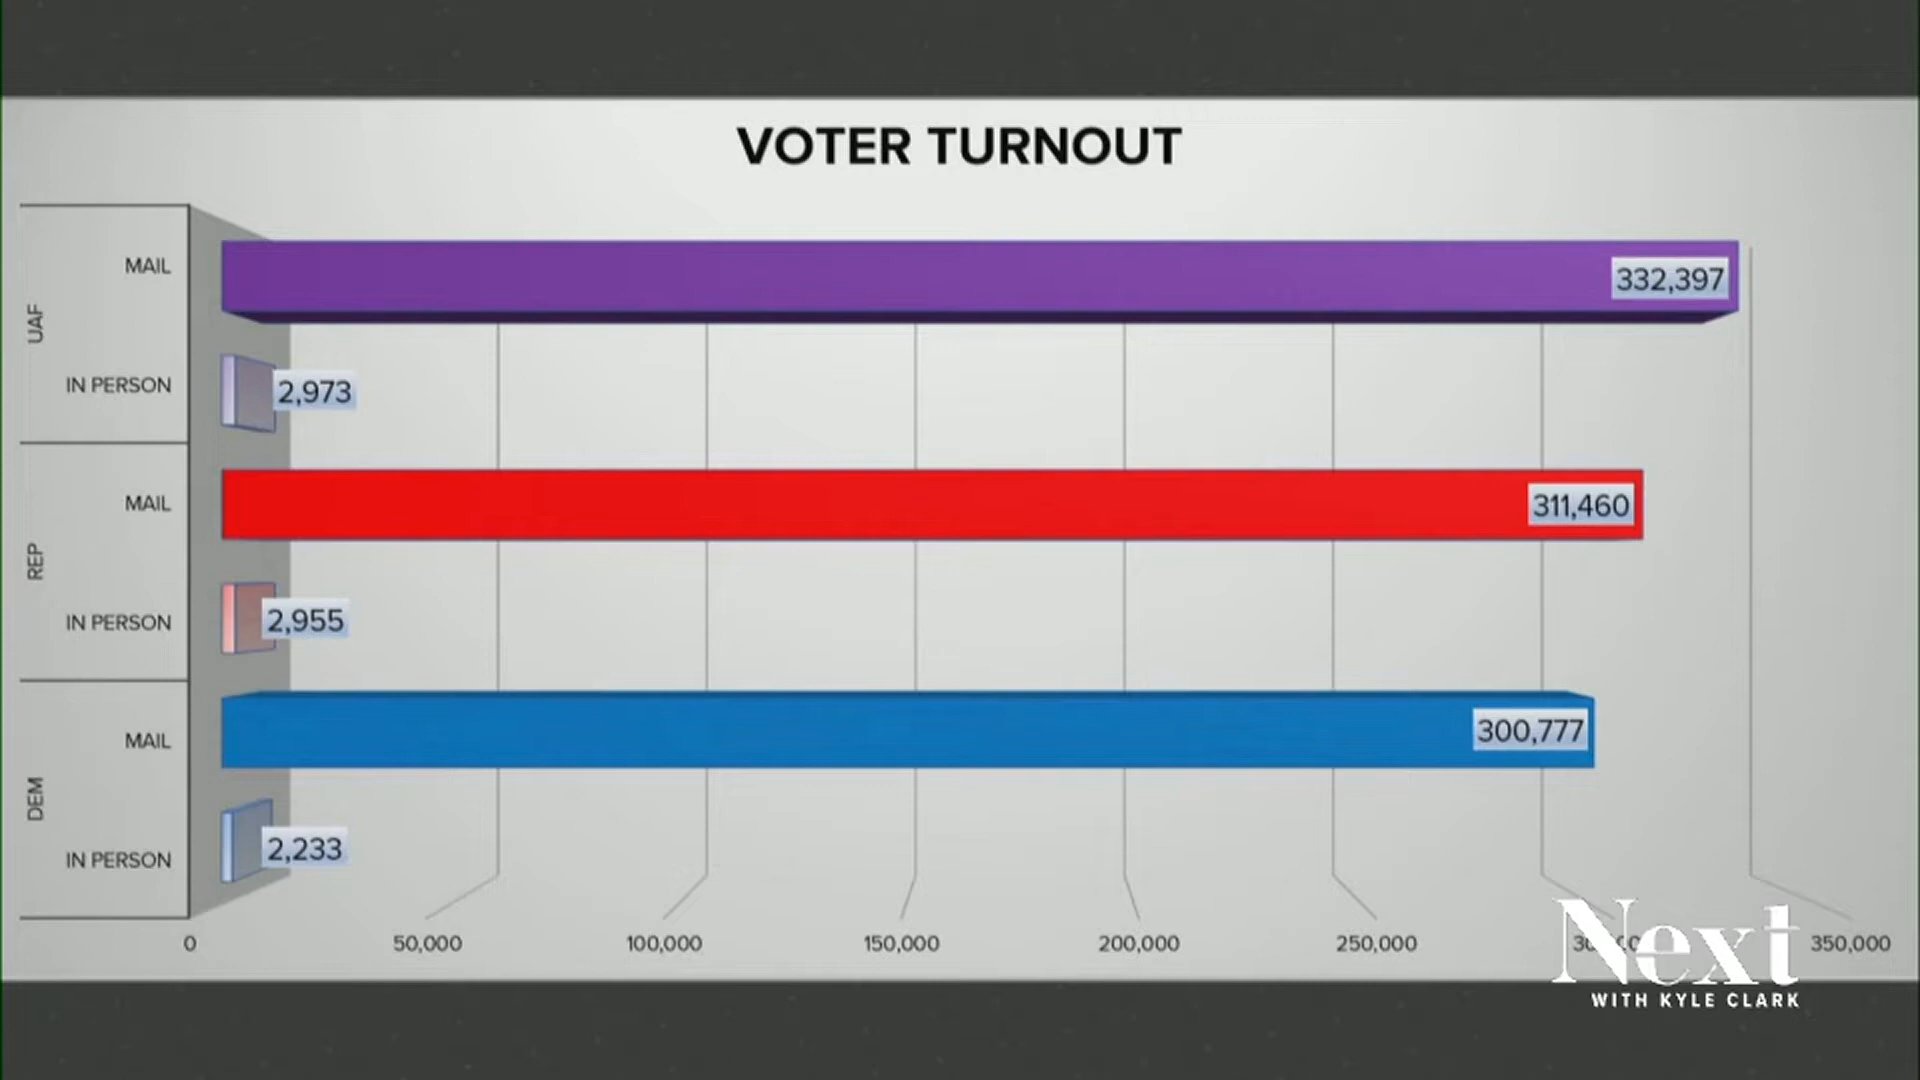 VOTER TURNOUT
UAF
MAIL
332,397
IN PERSON
2,973
REP
MAIL
311,460
IN PERSON
2,955
DEM
MAIL
300,777
IN PERSON
2,233
0 50,000 100,000 150,000 200,000 250,000 350,000
Next
WITH KYLE CLARK